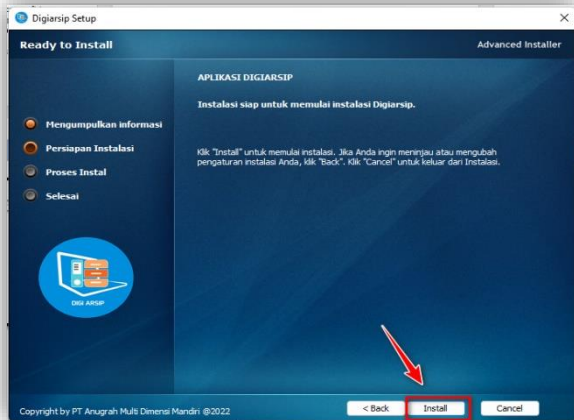 Digiarsip Setup
Ready to Install
Advanced Installer
APLIKASI DIGIARSIP
Instalasi siap untuk memulai instalasi Digiarsip.
Mengumpulkan informasi
Persiapan Instalasi
Proses Instal
Selesai
Klik "Install" untuk memulai instalasi. Jika Anda ingin meninjau atau mengubah
pengaturan instalasi Anda, klik "Back". Klik "Cancel" untuk keluar dari Instalasi.
DIGI ARSIP
Copyright by PT Anugrah Multi Dimensi Mandiri @2022
< Back
Install
Cancel